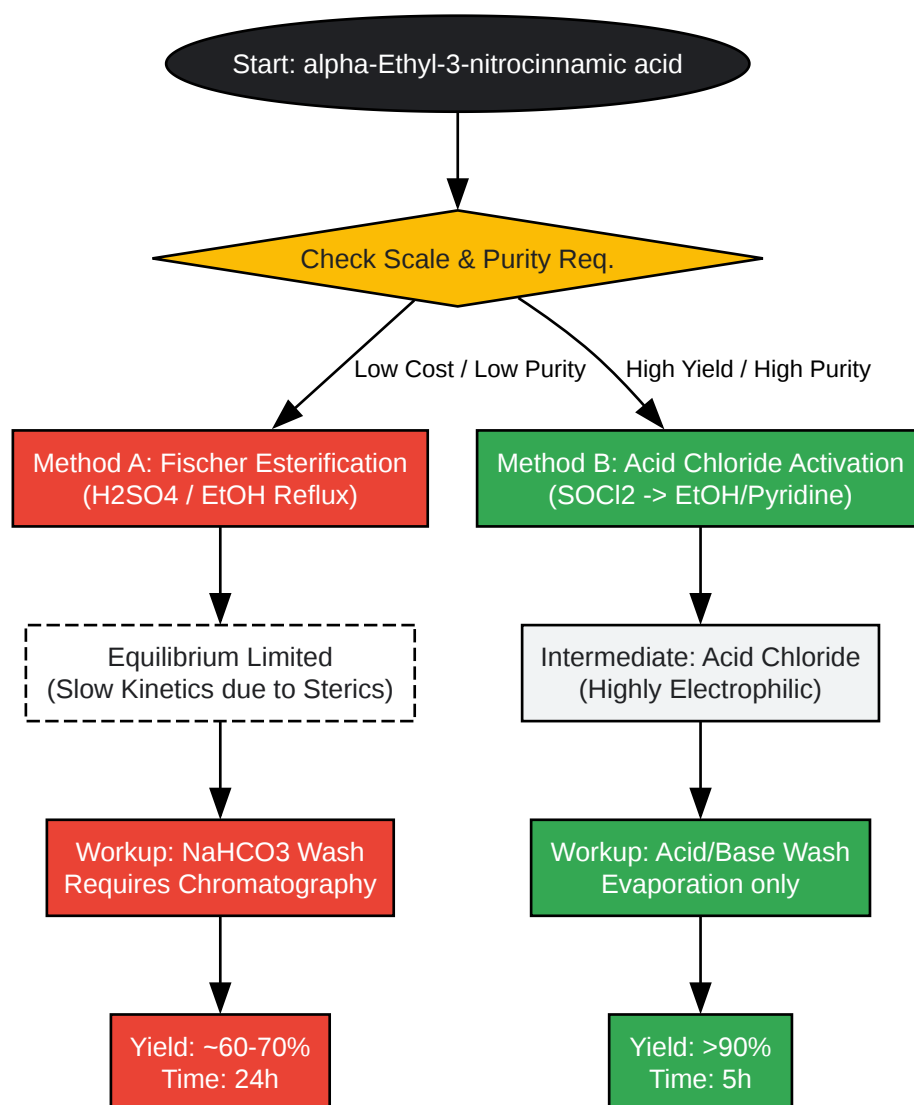 Start: alpha-Ethyl-3-nitrocinnamic acid
Check Scale & Purity Req.
Low Cost / Low Purity
High Yield / High Purity
Method A: Fischer Esterification
(H2SO4 / EtOH Reflux)
Method B: Acid Chloride Activation
(SOCl2 -> EtOH/Pyridine)
Equilibrium Limited
(Slow Kinetics due to Sterics)
Intermediate: Acid Chloride
(Highly Electrophilic)
Workup: NaHCO3 Wash
Requires Chromatography
Workup: Acid/Base Wash
Evaporation only
Yield: ~60-70%
Time: 24h
Yield: >90%
Time: 5h